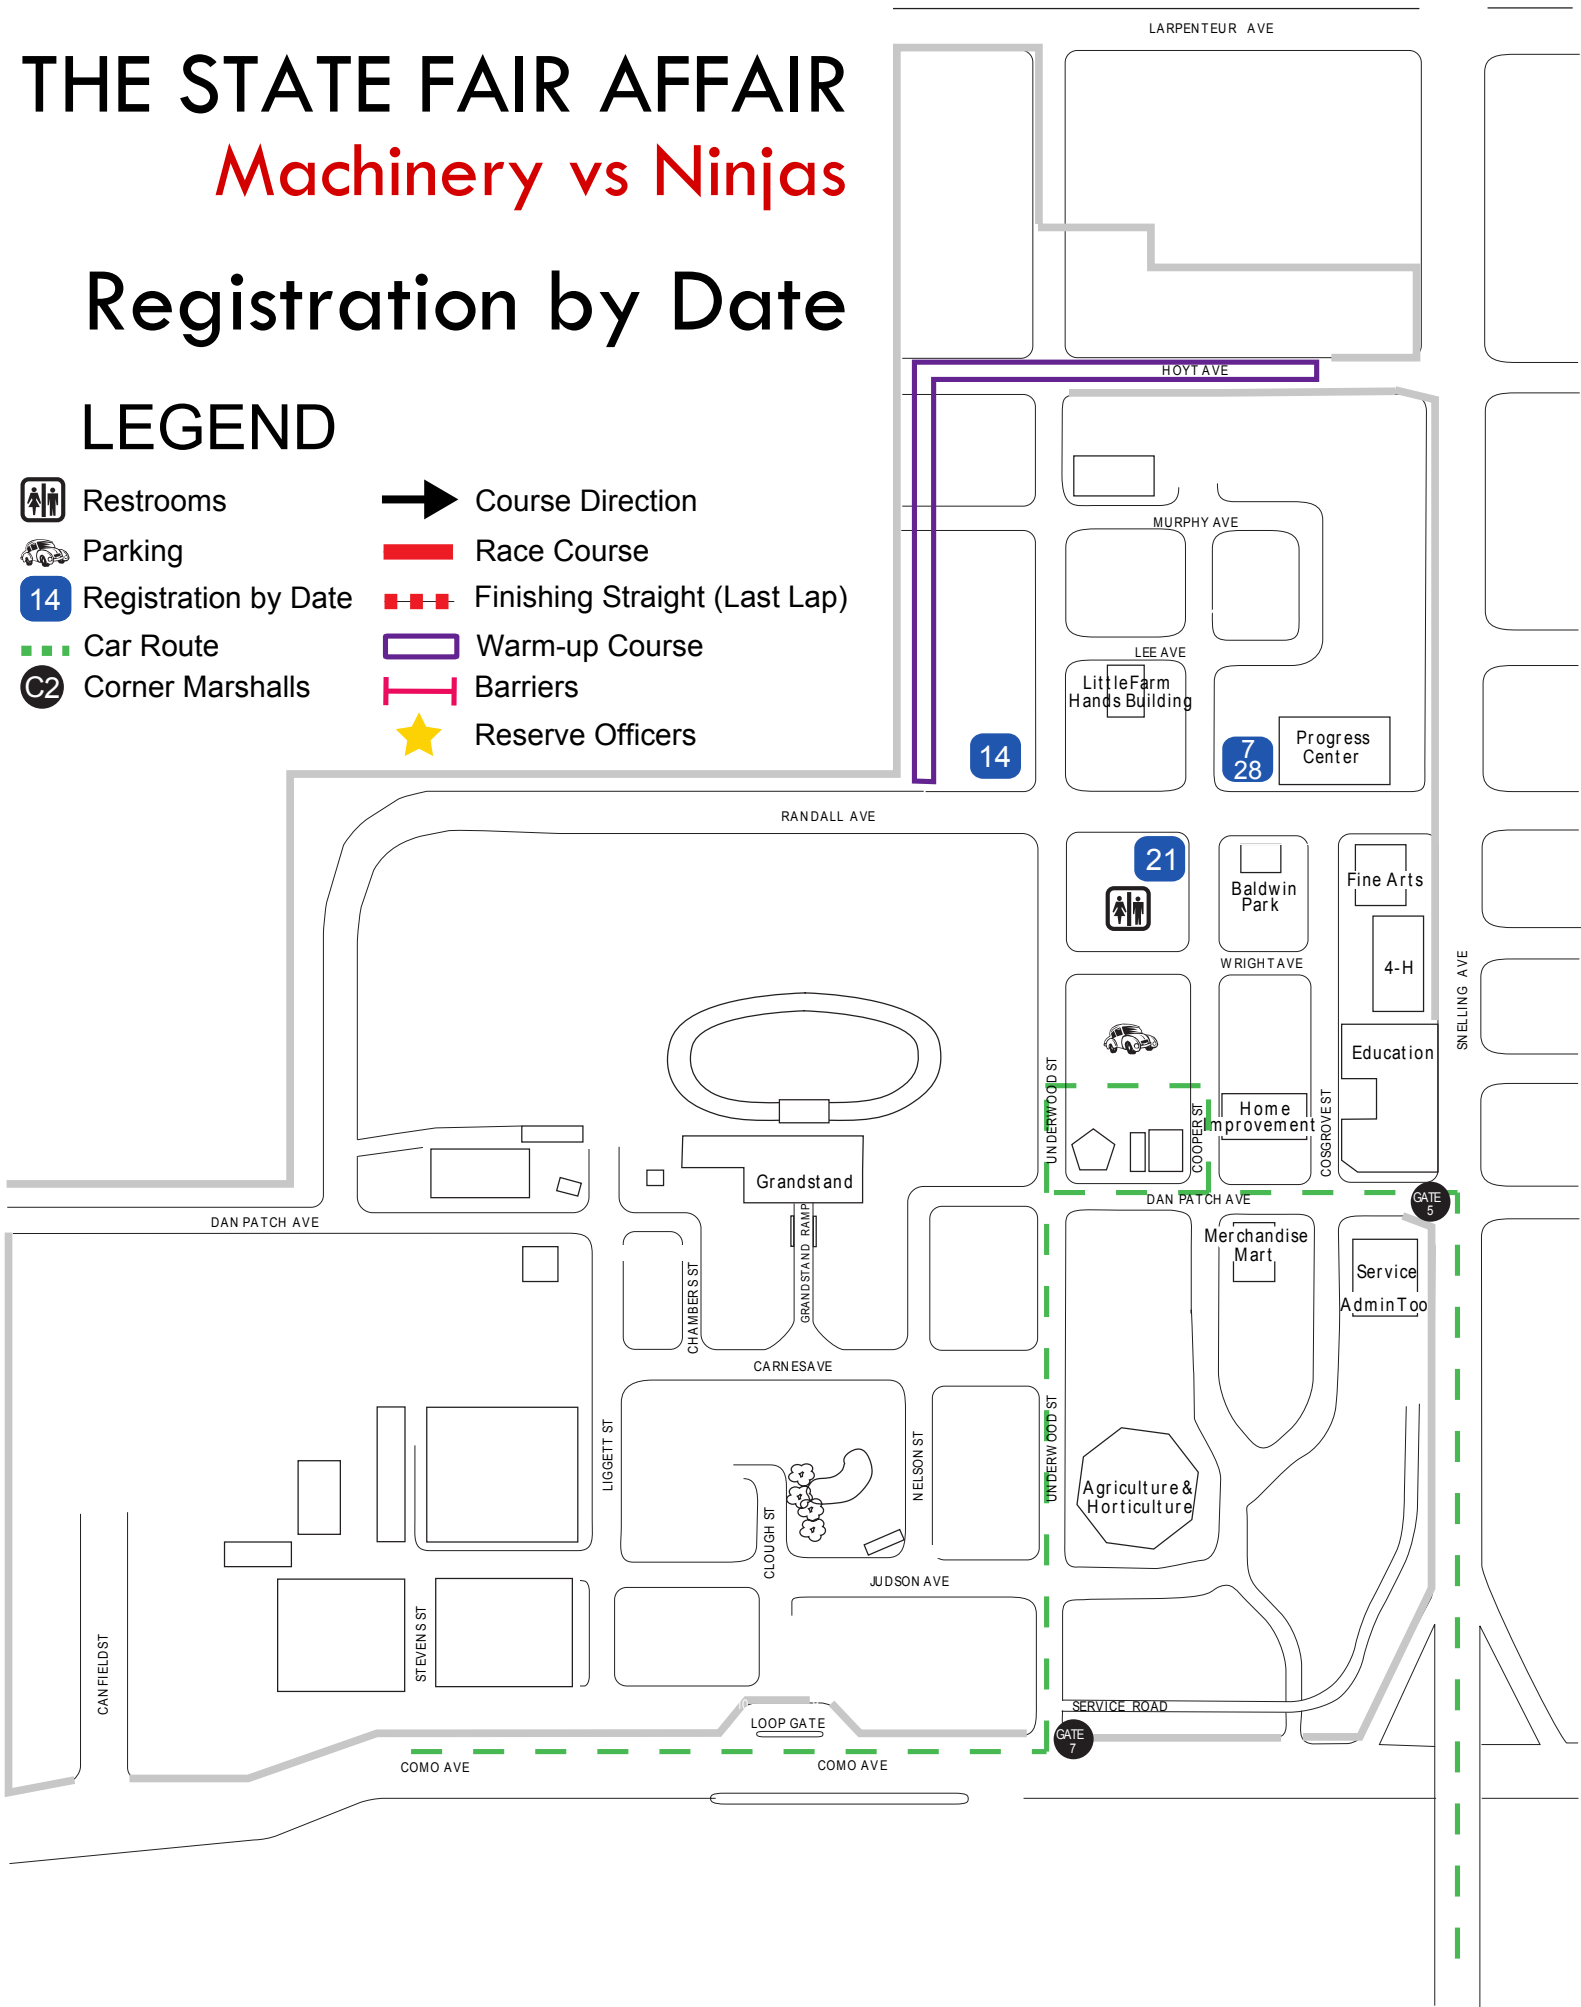 THE STATE FAIR AFFAIR
Machinery vs Ninjas
Registration by Date
LEGEND
Restrooms
Parking
14 Registration by Date
Car Route
C2 Corner Marshalls
Course Direction
Race Course
Finishing Straight (Last Lap)
Warm-up Course
Barriers
Reserve Officers
LARPENTEUR AVE
HOYT AVE
MURPHY AVE
LEE AVE
Little Farm
Hands Building
14
7
28
Progress
Center
RANDALL AVE
21
Baldwin
Park
Fine Arts
WRIGHT AVE
4-H
SNELLING AVE
Education
UNDERWOOD ST
COOPER ST
Home
Improvement
COSGROVE ST
Grandstand
DAN PATCH AVE
GATE
5
DAN PATCH AVE
GRANDSTAND RAMP
CHAMBERS ST
Merchandise
Mart
Service
Admin Too
CARNES AVE
LIGGETT ST
NELSON ST
UNDERWOOD ST
Agriculture &
Horticulture
CLOUGH ST
JUDSON AVE
CANFIELD ST
STEVENS ST
SERVICE ROAD
LOOP GATE
GATE
7
COMO AVE
COMO AVE